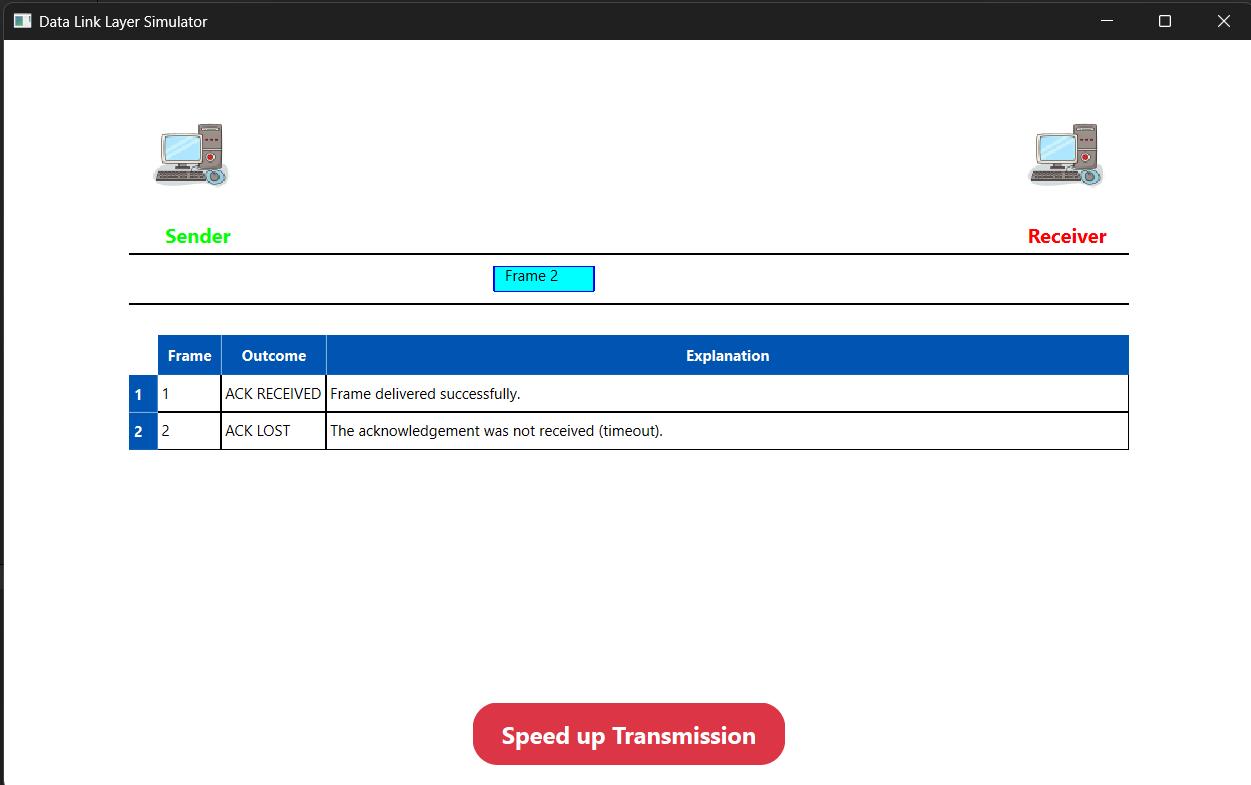 Data Link Layer Simulator
Sender Receiver
Frame 2
Frame Outcome Explanation
1 1 ACK RECEIVED Frame delivered successfully.
2 2 ACK LOST The acknowledgement was not received (timeout).
Speed up Transmission